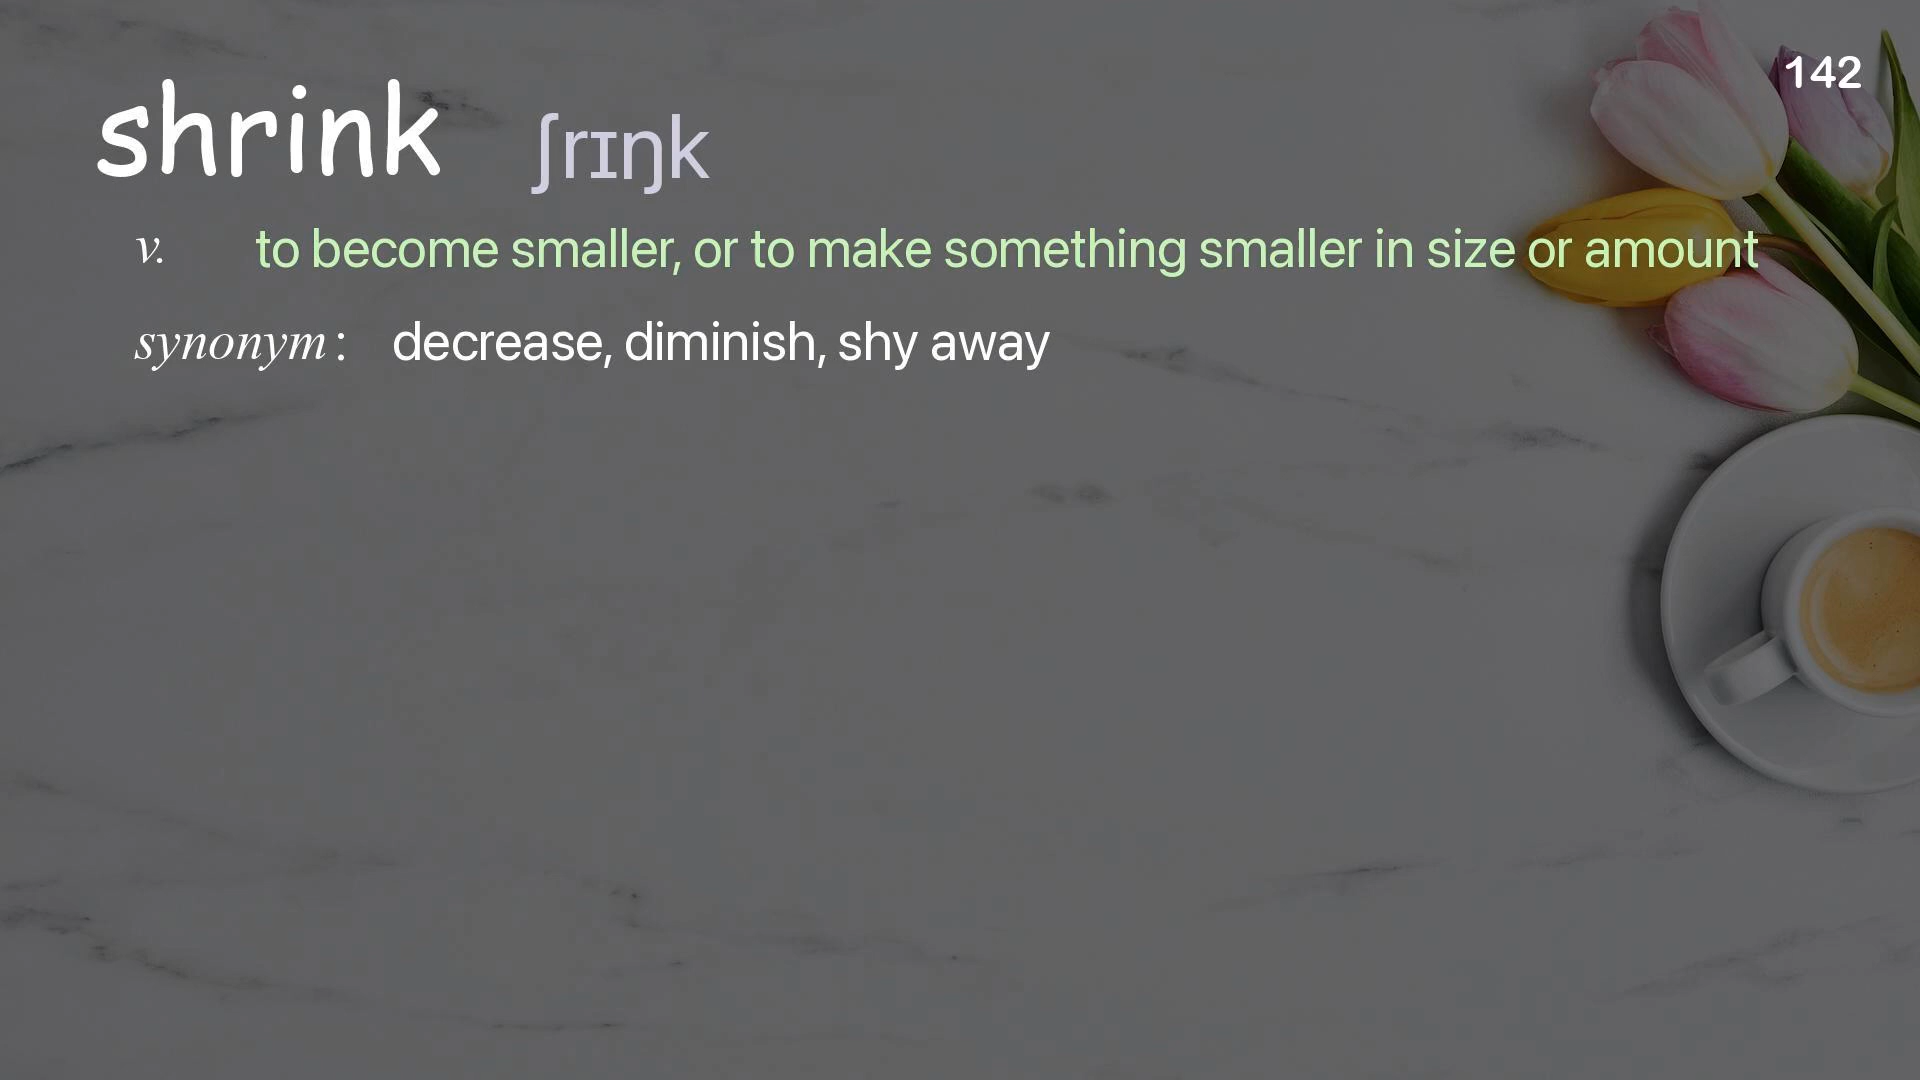 142
shrink ʃrɪŋk
v. to become smaller, or to make something smaller in size or amount
synonym : decrease, diminish, shy away